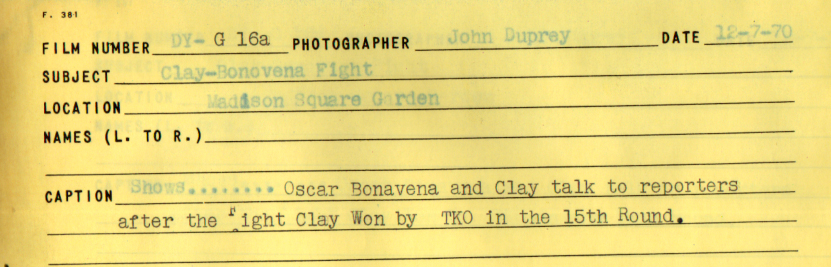 F. 381
FILM NUMBER DY- G 16a PHOTOGRAPHER John Duprey DATE 12-7-70
SUBJECT Clay-Bonovena Fight
LOCATION Madison Square Garden
NAMES (L. TO R.)
CAPTION Shows........ Oscar Bonavena and Clay talk to reporters
after the fight Clay Won by TKO in the 15th Round.